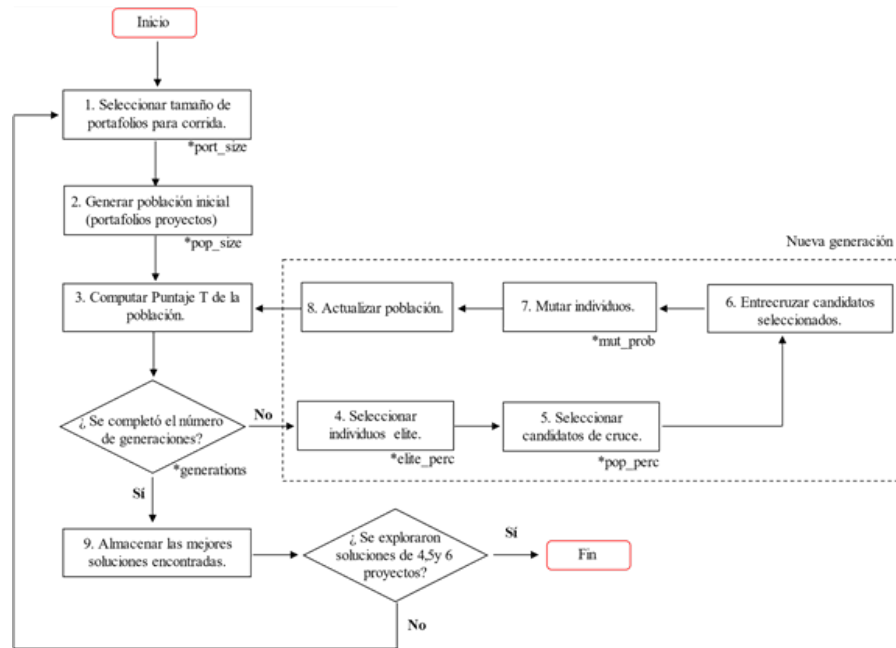 Inicio
1. Seleccionar tamaño de
portafolios para corrida.
*port_size
2. Generar población inicial
(portafolios proyectos)
*pop_size
3. Computar Puntaje T de la
población.
¿ Se completó el número
de generaciones?
*generations
No
Sí
Nueva generación
4. Seleccionar
individuos elite.
*elite_perc
5. Seleccionar
candidatos de cruce.
*pop_perc
6. Entrecruzar candidatos
seleccionados.
7. Mutar individuos.
*mut_prob
8. Actualizar población.
9. Almacenar las mejores
soluciones encontradas.
¿ Se exploraron
soluciones de 4,5y 6
proyectos?
Sí
No
Fin